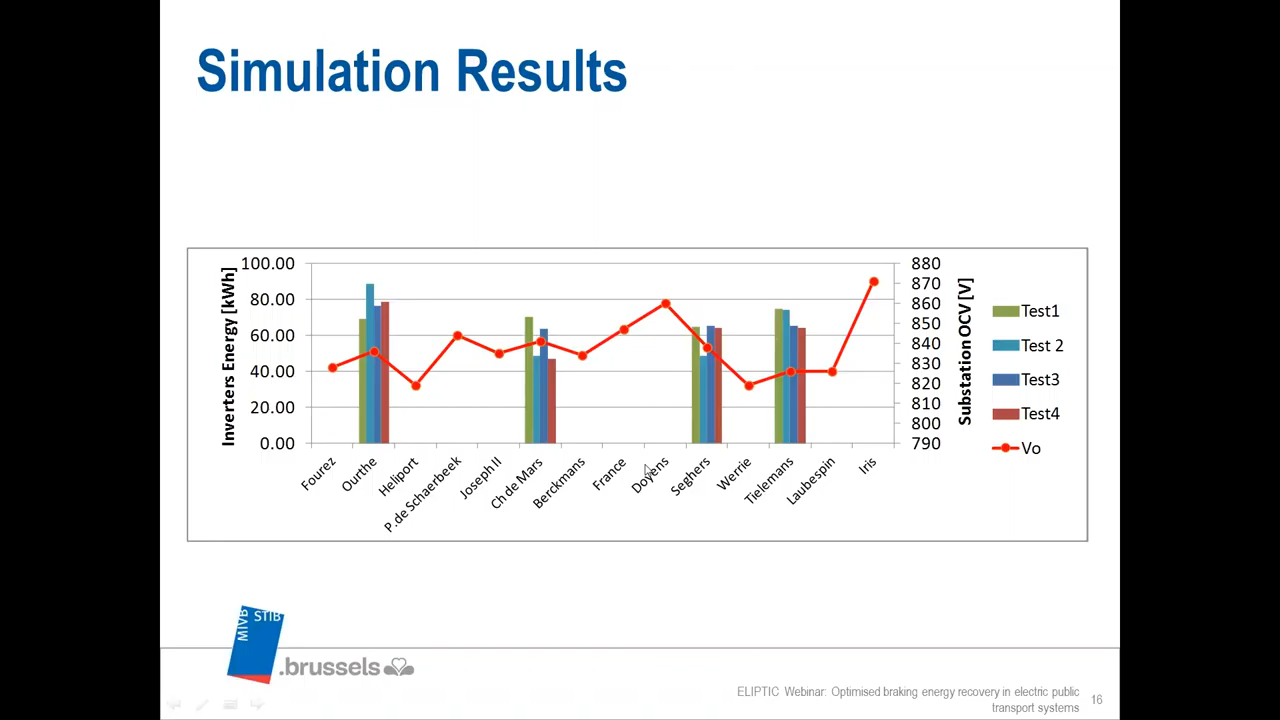 Simulation Results
Inverters Energy [kWh]
100.00
80.00
60.00
40.00
20.00
0.00
880
870
860
850
840
830
820
810
800
790
Substation OCV [V]
Fourez
Ourthe
Heliport
P.de Schaerbeek
Joseph II
Ch de Mars
Berckmans
France
Doyens
Seghers
Werrie
Tielemans
Laubespin
Iris
Test1
Test 2
Test3
Test4
Vo
MIVB
STIB
.brussels
ELIPTIC Webinar: Optimised braking energy recovery in electric public
transport systems
16